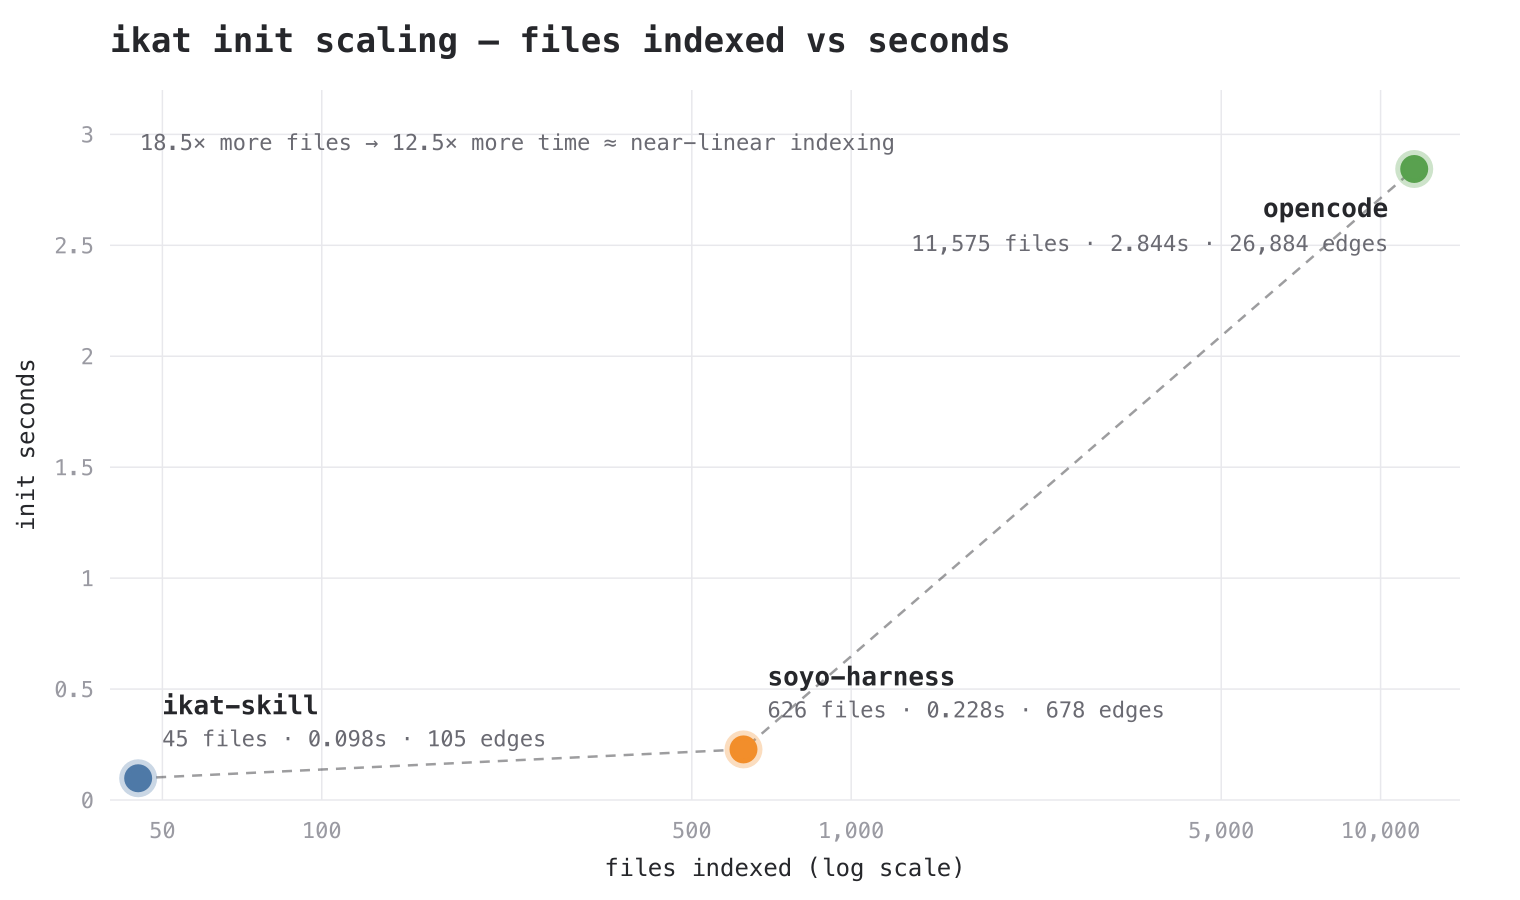 ikat init scaling — files indexed vs seconds
3
18.5× more files → 12.5× more time ≈ near-linear indexing
opencode
11,575 files · 2.844s · 26,884 edges
2.5
2
init seconds
1.5
1
soyo-harness
626 files · 0.228s · 678 edges
0.5
ikat-skill
45 files · 0.098s · 105 edges
0
50 100 500 1,000 5,000 10,000
files indexed (log scale)